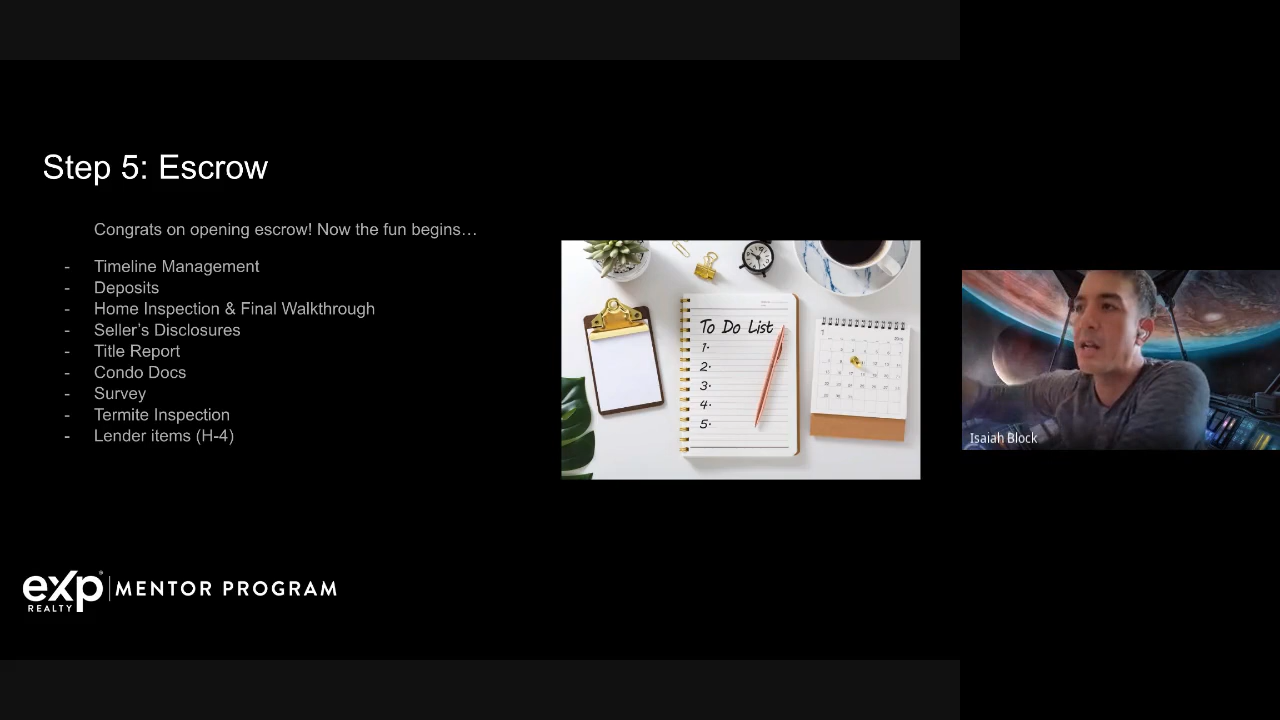 Step 5: Escrow
Congrats on opening escrow! Now the fun begins…
- Timeline Management
- Deposits
- Home Inspection & Final Walkthrough
- Seller's Disclosures
- Title Report
- Condo Docs
- Survey
- Termite Inspection
- Lender items (H-4)
To Do List
1.
2.
3.
4.
5.
Isaiah Block
eXp REALTY | MENTOR PROGRAM